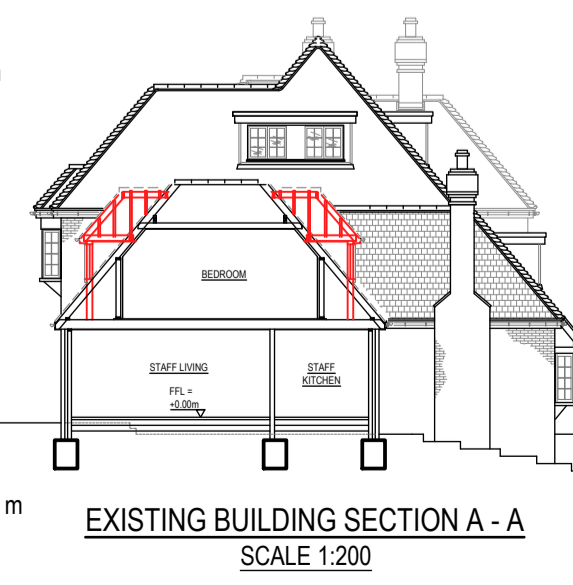 BEDROOM
STAFF LIVING
STAFF
KITCHEN
FFL =
+0.00m
m
EXISTING BUILDING SECTION A - A
SCALE 1:200